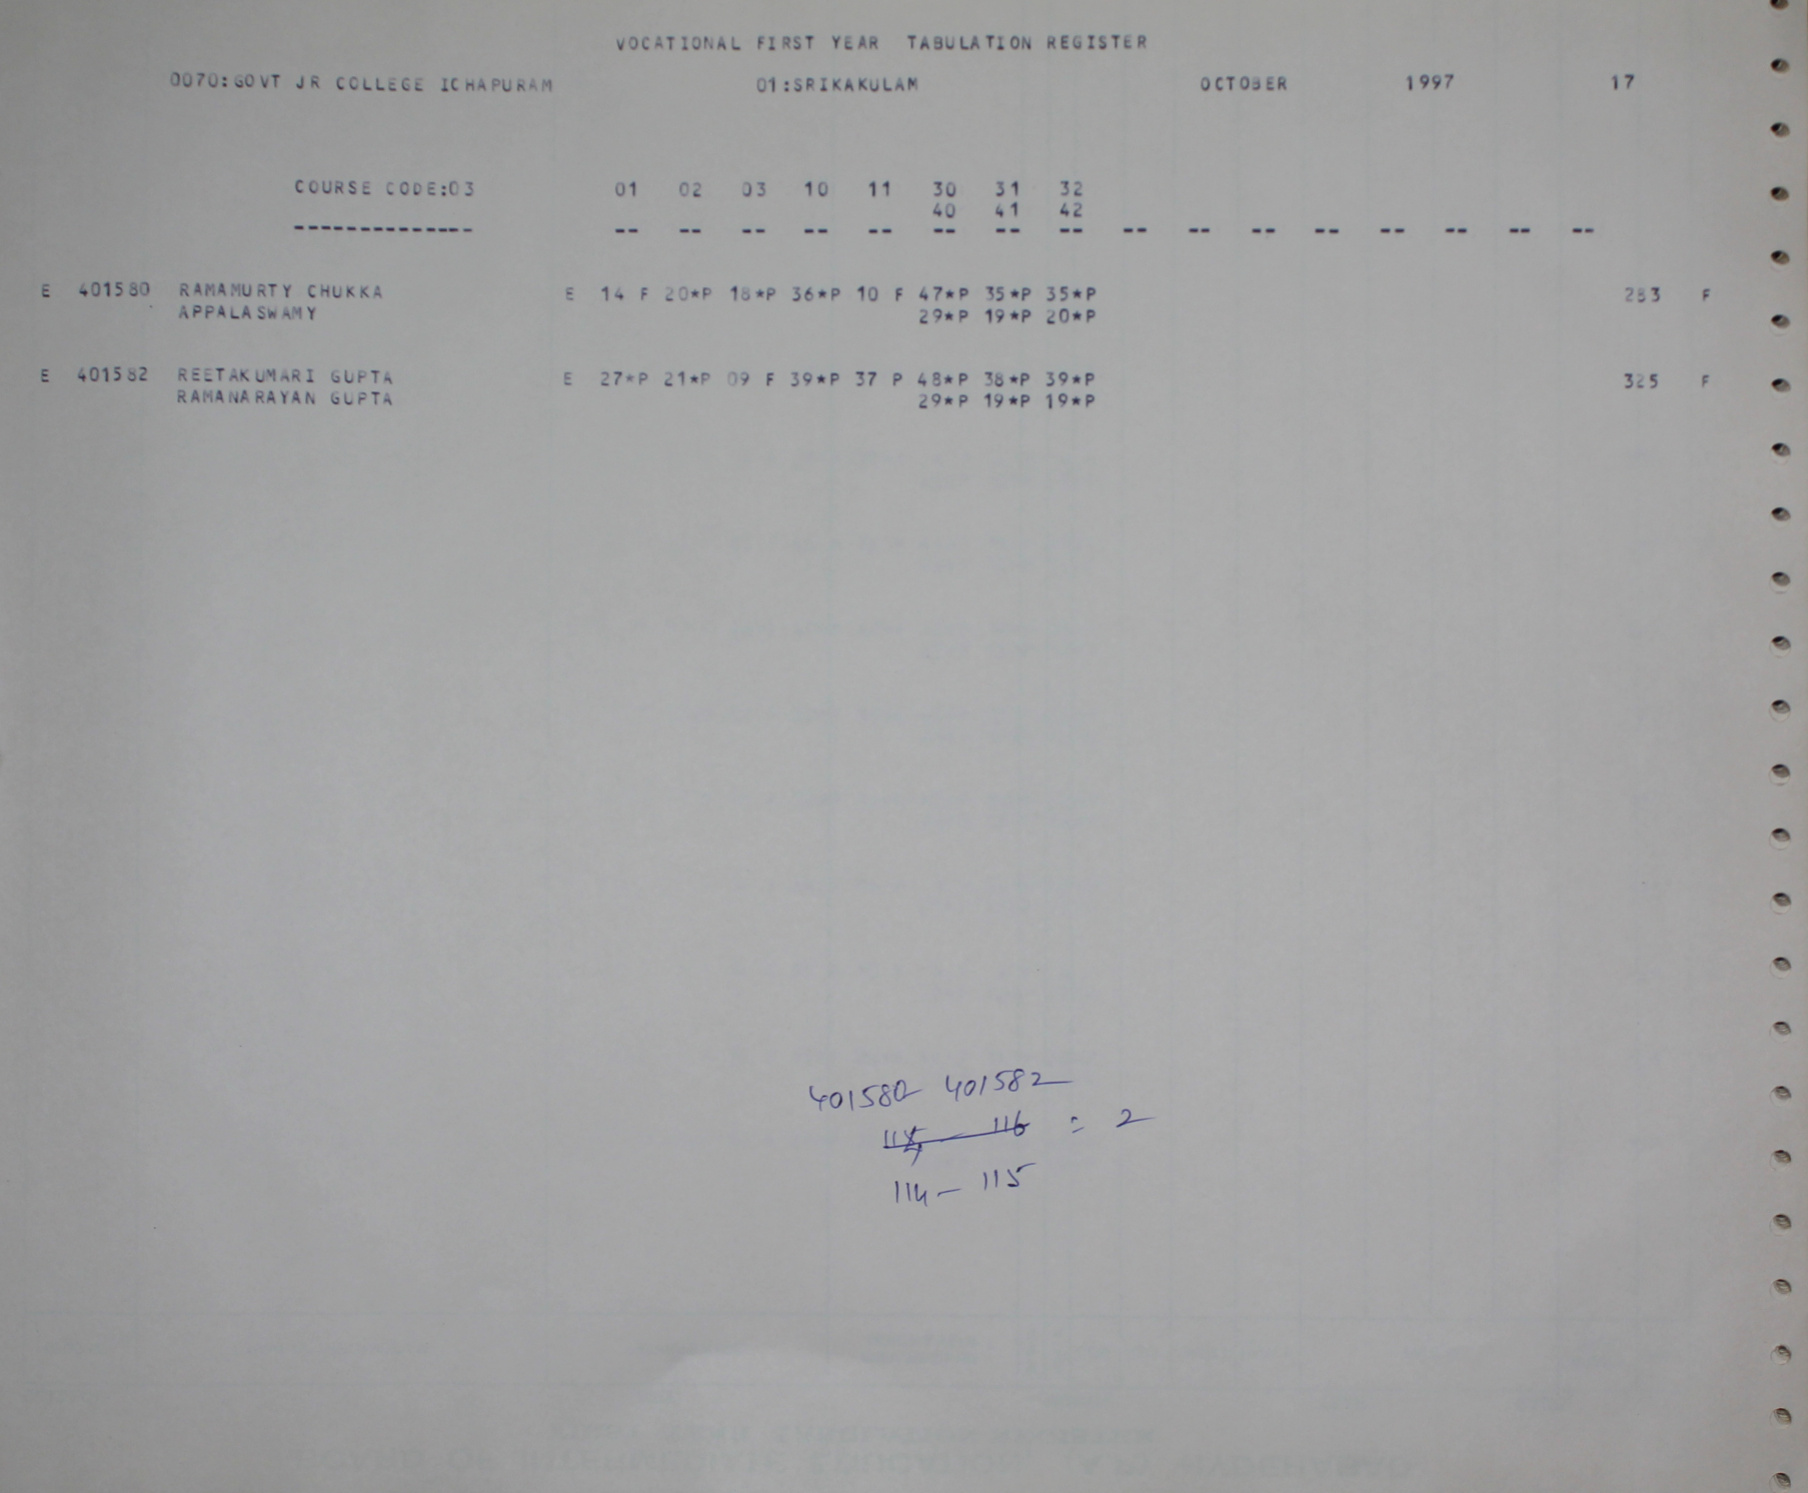 VOCATIONAL FIRST YEAR TABULATION REGISTER
0070:GOVT JR COLLEGE ICHAPURAM 01:SRIKAKULAM OCTOBER 1997 17
COURSE CODE:03 01 02 03 10 11 30 31 32
40 41 42
-------------- -- -- -- -- -- -- -- -- -- -- -- -- -- -- -- --
E 401580 RAMAMURTY CHUKKA E 14 F 20*P 18*P 36*P 10 F 47*P 35*P 35*P 283 F
APPALASWAMY 29*P 19*P 20*P
E 401582 REETAKUMARI GUPTA E 27*P 21*P 09 F 39*P 37 P 48*P 38*P 39*P 325 F
RAMANARAYAN GUPTA 29*P 19*P 19*P
401580 401582
114 — 116 = 2
114 – 115